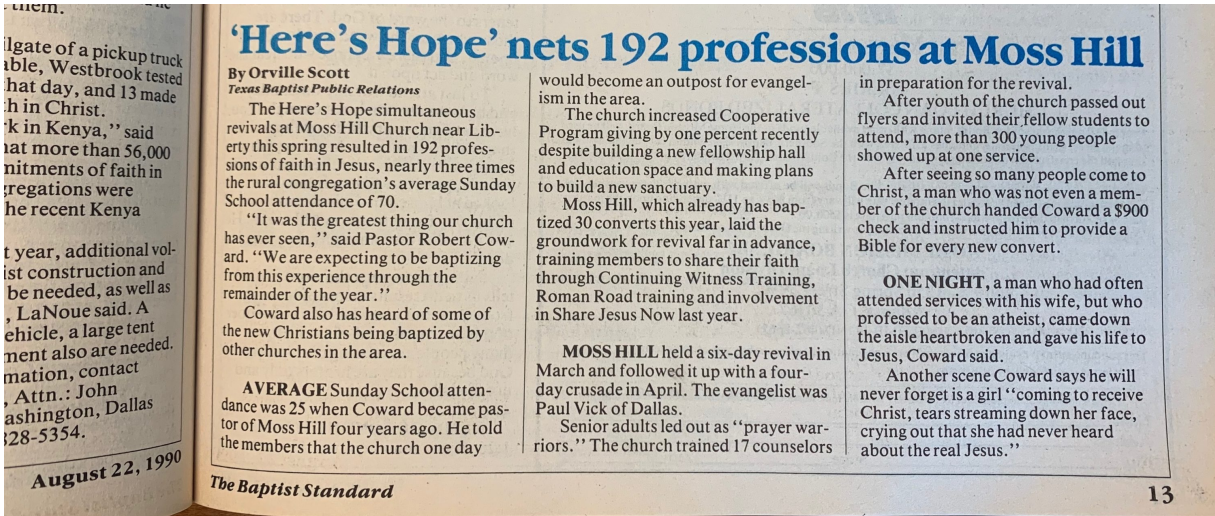 them.
lgate of a pickup truck
able, Westbrook tested
hat day, and 13 made
h in Christ.
k in Kenya,” said
hat more than 56,000
mitments of faith in
gregations were
he recent Kenya
t year, additional vol-
ist construction and
be needed, as well as
, LaNoue said. A
ehicle, a large tent
ment also are needed.
mation, contact
, Attn.: John
ashington, Dallas
328-5354.
August 22, 1990
‘Here’s Hope’ nets 192 professions at Moss Hill
By Orville Scott
Texas Baptist Public Relations
The Here’s Hope simultaneous
revivals at Moss Hill Church near Lib-
erty this spring resulted in 192 profes-
sions of faith in Jesus, nearly three times
the rural congregation’s average Sunday
School attendance of 70.
“It was the greatest thing our church
has ever seen,” said Pastor Robert Cow-
ard. “We are expecting to be baptizing
from this experience through the
remainder of the year.”
Coward also has heard of some of
the new Christians being baptized by
other churches in the area.
AVERAGE Sunday School atten-
dance was 25 when Coward became pas-
tor of Moss Hill four years ago. He told
the members that the church one day
would become an outpost for evangel-
ism in the area.
The church increased Cooperative
Program giving by one percent recently
despite building a new fellowship hall
and education space and making plans
to build a new sanctuary.
Moss Hill, which already has bap-
tized 30 converts this year, laid the
groundwork for revival far in advance,
training members to share their faith
through Continuing Witness Training,
Roman Road training and involvement
in Share Jesus Now last year.
MOSS HILL held a six-day revival in
March and followed it up with a four-
day crusade in April. The evangelist was
Paul Vick of Dallas.
Senior adults led out as “prayer war-
riors.” The church trained 17 counselors
in preparation for the revival.
After youth of the church passed out
flyers and invited their fellow students to
attend, more than 300 young people
showed up at one service.
After seeing so many people come to
Christ, a man who was not even a mem-
ber of the church handed Coward a $900
check and instructed him to provide a
Bible for every new convert.
ONE NIGHT, a man who had often
attended services with his wife, but who
professed to be an atheist, came down
the aisle heartbroken and gave his life to
Jesus, Coward said.
Another scene Coward says he will
never forget is a girl “coming to receive
Christ, tears streaming down her face,
crying out that she had never heard
about the real Jesus.”
The Baptist Standard
13